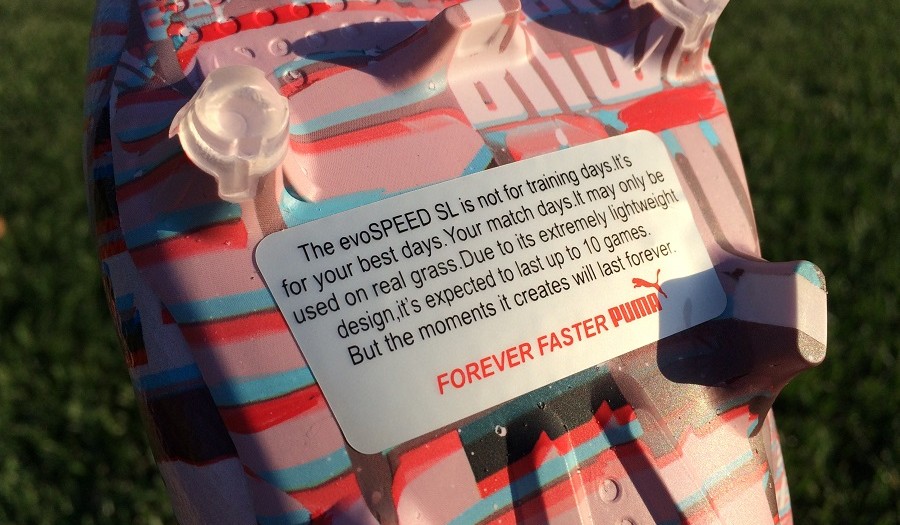 The evoSPEED SL is not for training days.It's
for your best days.Your match days.It may only be
used on real grass.Due to its extremely lightweight
design,it's expected to last up to 10 games.
But the moments it creates will last forever.
FOREVER FASTER PUMA